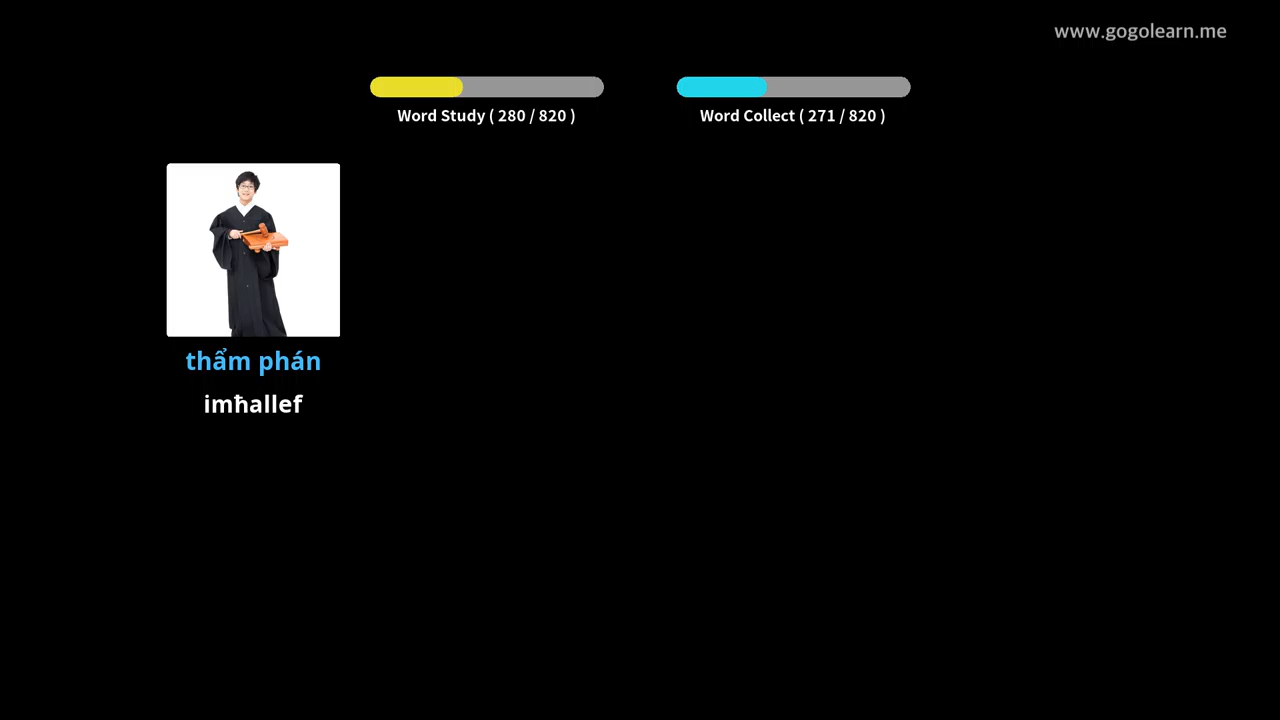 www.gogolearn.me
Word Study ( 280 / 820 )
Word Collect ( 271 / 820 )
thẩm phán
imħallef